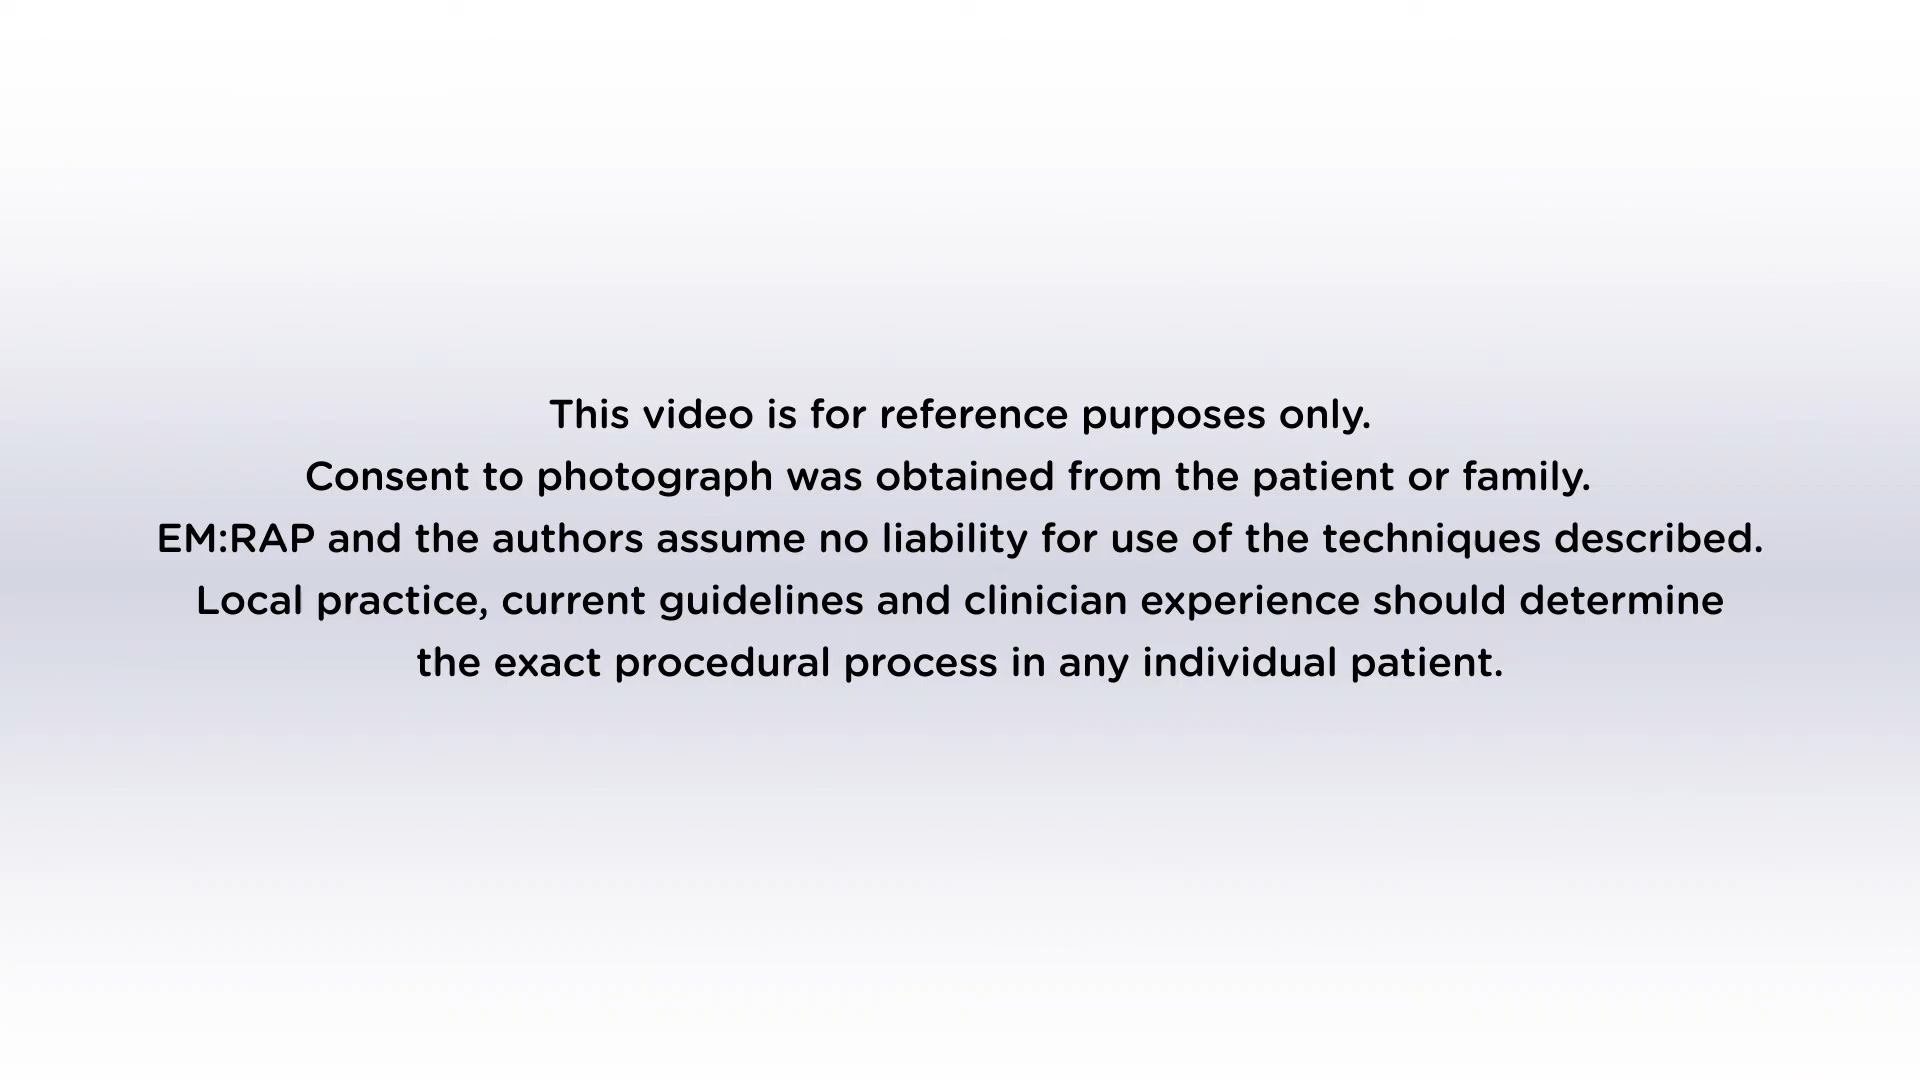 This video is for reference purposes only.
Consent to photograph was obtained from the patient or family.
EM:RAP and the authors assume no liability for use of the techniques described.
Local practice, current guidelines and clinician experience should determine
the exact procedural process in any individual patient.